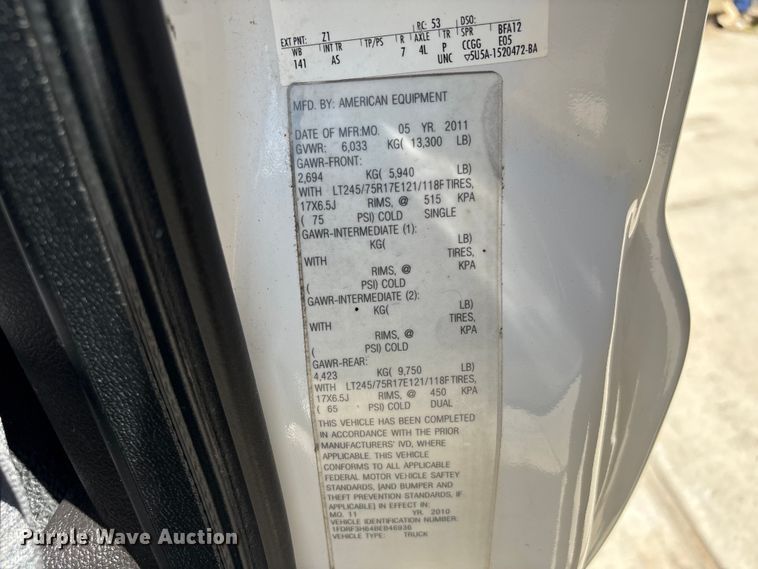 RC: 53 DSO:
EXT PNT: Z1
WB INT TR TP/PS R AXLE TR SPR BFA12
141 AS 7 4L P CCGG E05
UNC ▽5U5A-1520472-BA
MFD. BY: AMERICAN EQUIPMENT
DATE OF MFR:MO. 05 YR. 2011
GVWR: 6,033 KG( 13,300 LB)
GAWR-FRONT:
2,694 KG( 5,940 LB)
WITH LT245/75R17E121/118F TIRES,
17X6.5J RIMS, @ 515 KPA
( 75 PSI) COLD SINGLE
GAWR-INTERMEDIATE (1):
KG( LB)
WITH TIRES,
RIMS, @ KPA
( PSI) COLD
GAWR-INTERMEDIATE (2):
KG( LB)
WITH TIRES,
RIMS, @ KPA
( PSI) COLD
GAWR-REAR:
4,423 KG( 9,750 LB)
WITH LT245/75R17E121/118F TIRES,
17X6.5J RIMS, @ 450 KPA
( 65 PSI) COLD DUAL
THIS VEHICLE HAS BEEN COMPLETED
IN ACCORDANCE WITH THE PRIOR
MANUFACTURERS' IVD, WHERE
APPLICABLE. THIS VEHICLE
CONFORMS TO ALL APPLICABLE
FEDERAL MOTOR VEHICLE SAFTEY
STANDARDS, [AND BUMPER AND
THEFT PREVENTION STANDARDS, IF
APPLICABLE] IN EFFECT IN
MO. 11 YR. 2010
VEHICLE IDENTIFICATION NUMBER:
1FDRF3H64BEB46936
VEHICLE TYPE: TRUCK
Purple Wave Auction